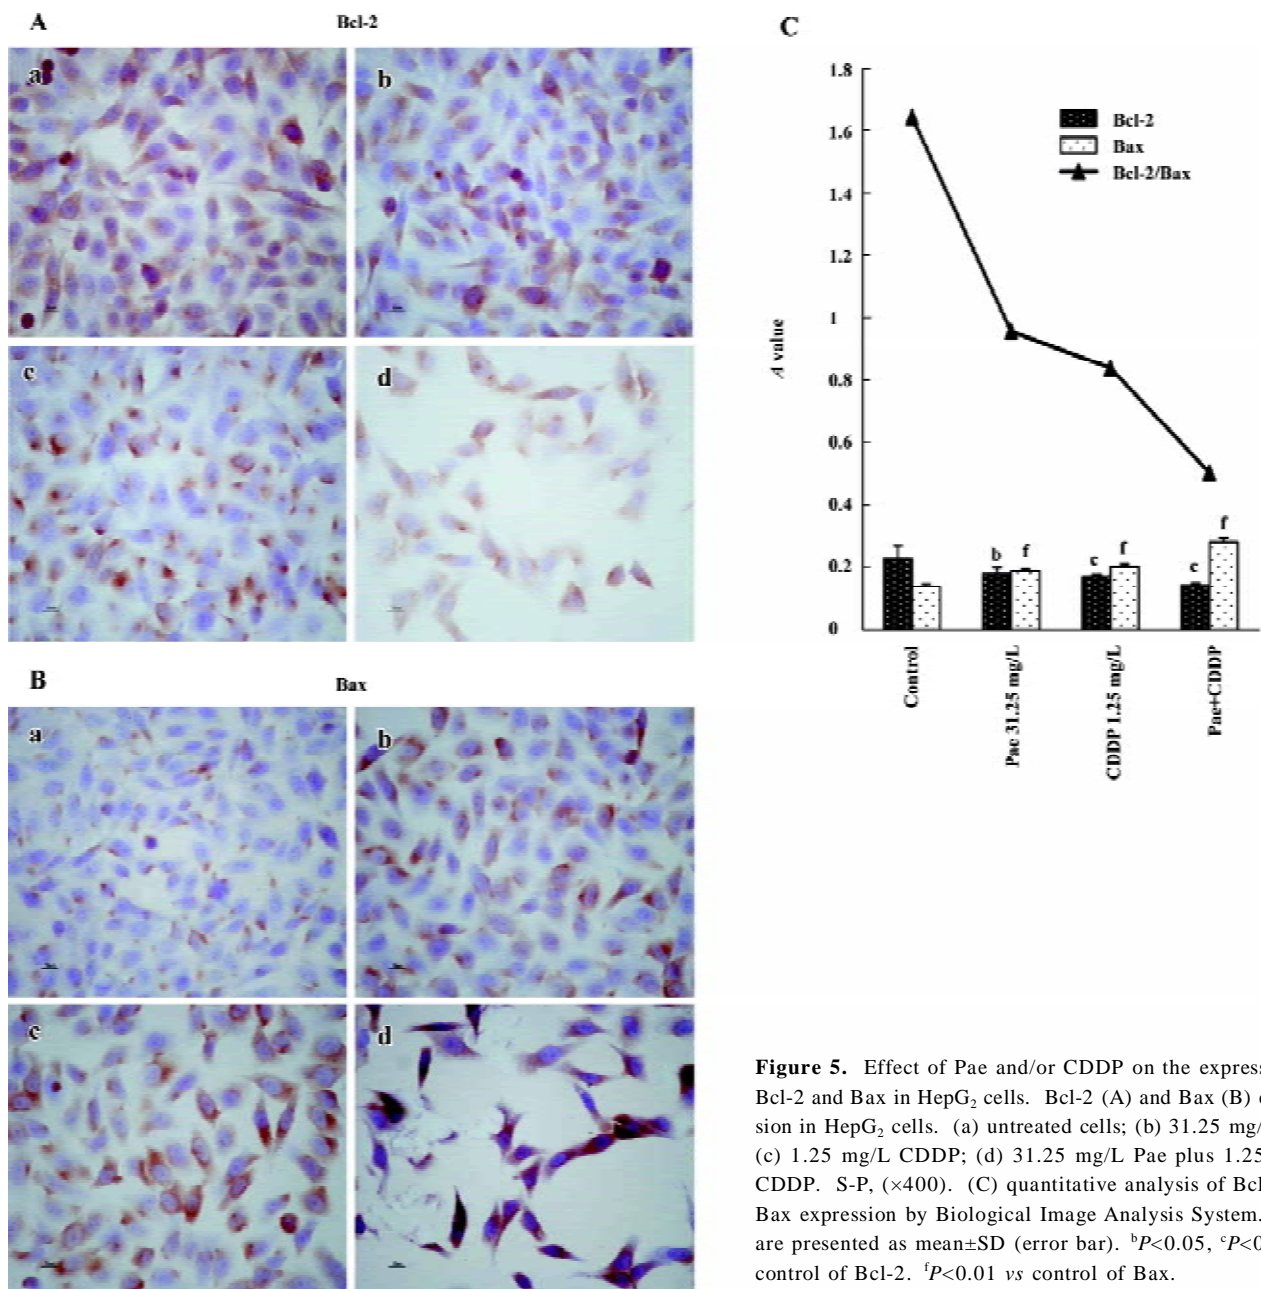 A
Bcl-2
a
b
c
d
B
Bax
a
b
c
d
C
1.8
1.6
1.4
1.2
1
0.8
0.6
0.4
0.2
0
A value
Bcl-2
Bax
Bcl-2/Bax
b
f
c
f
c
f
Control
Pae 31.25 mg/L
CDDP 1.25 mg/L
Pae+CDDP
Figure 5. Effect of Pae and/or CDDP on the express
Bcl-2 and Bax in HepG2 cells. Bcl-2 (A) and Bax (B)
sion in HepG2 cells. (a) untreated cells; (b) 31.25 mg/
(c) 1.25 mg/L CDDP; (d) 31.25 mg/L Pae plus 1.25
CDDP. S-P, (×400). (C) quantitative analysis of Bcl
Bax expression by Biological Image Analysis System.
are presented as mean±SD (error bar). bP<0.05, cP<0
control of Bcl-2. fP<0.01 vs control of Bax.